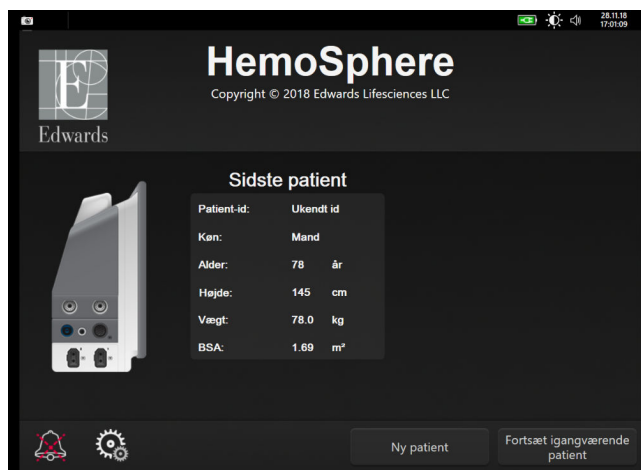 28.11.18
17:01:09
HemoSphere
Copyright © 2018 Edwards Lifesciences LLC
Edwards
Sidste patient
Patient-id: Ukendt id
Køn: Mand
Alder: 78 år
Højde: 145 cm
Vægt: 78.0 kg
BSA: 1.69 m²
Ny patient
Fortsæt igangværende
patient